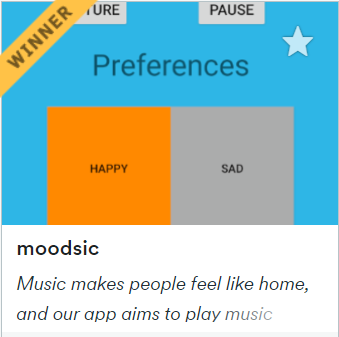 WINNER
TURE PAUSE
Preferences
HAPPY SAD
moodsic
Music makes people feel like home,
and our app aims to play music